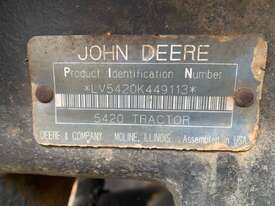 JOHN DEERE
Product Identification Number
*LV5420K449113*
5420 TRACTOR
DEERE & COMPANY MOLINE, ILLINOIS Assembled in USA